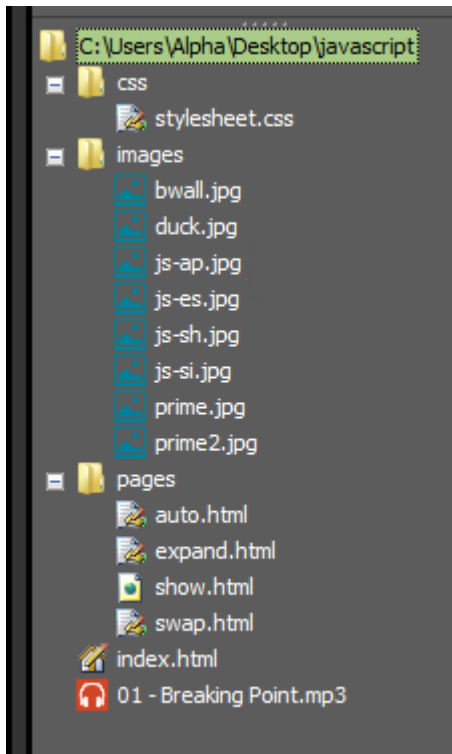 C:\Users\Alpha\Desktop\javascript
css
stylesheet.css
images
bwall.jpg
duck.jpg
js-ap.jpg
js-es.jpg
js-sh.jpg
js-si.jpg
prime.jpg
prime2.jpg
pages
auto.html
expand.html
show.html
swap.html
index.html
01 - Breaking Point.mp3